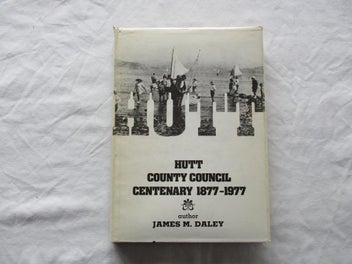 HUTT
HUTT
COUNTY COUNCIL
CENTENARY 1877-1977
author
JAMES M. DALEY